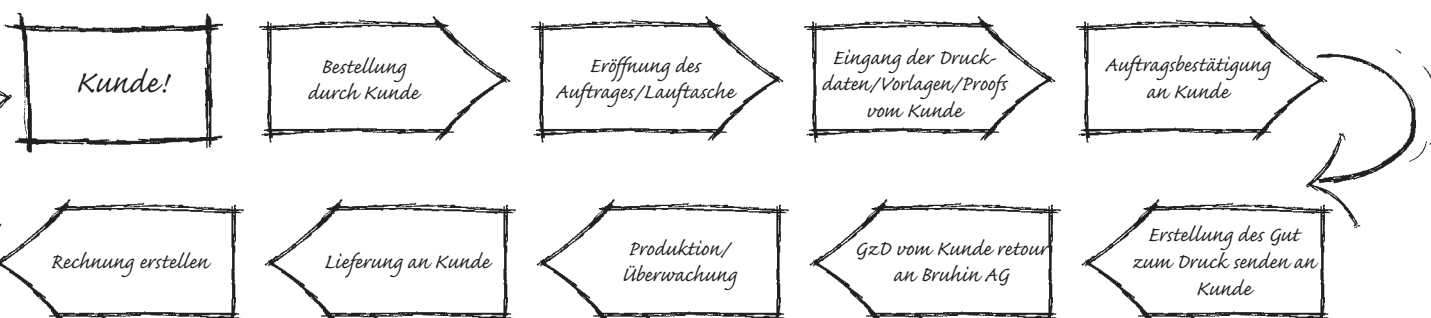 Kunde!
Bestellung
durch Kunde
Eröffnung des
Auftrages/Lauftasche
Eingang der Druck-
daten/Vorlagen/Proofs
vom Kunde
Auftragsbestätigung
an Kunde
Erstellung des Gut
zum Druck senden an
Kunde
GzD vom Kunde retour
an Bruhin AG
Produktion/
Überwachung
Lieferung an Kunde
Rechnung erstellen